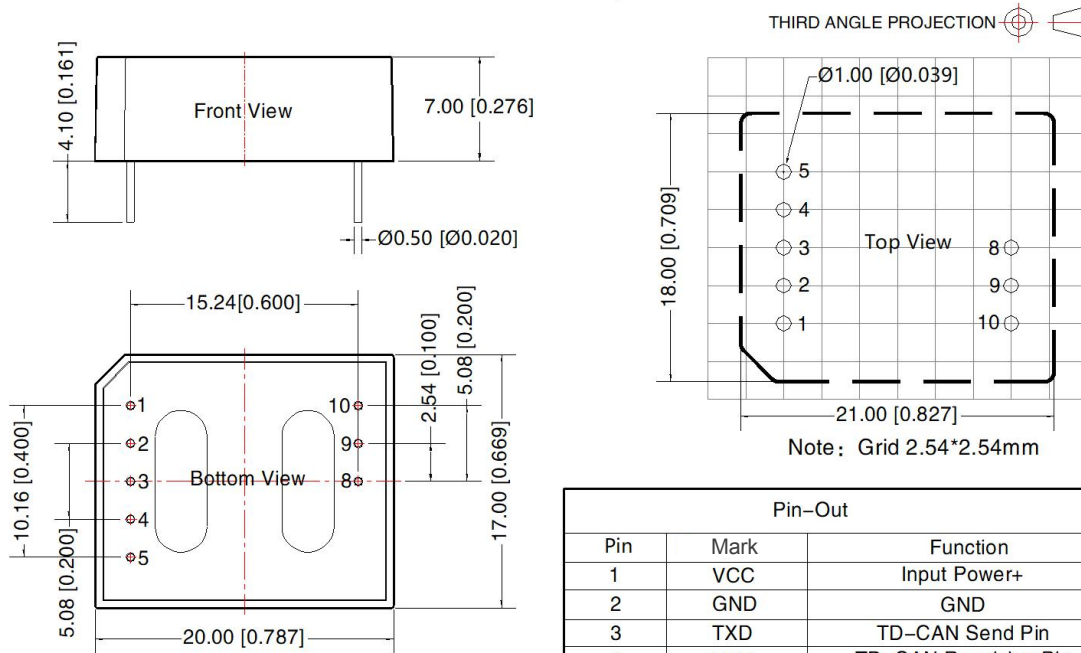 THIRD ANGLE PROJECTION
4.10 [0.161]
Front View
7.00 [0.276]
Ø0.50 [Ø0.020]
Ø1.00 [Ø0.039]
5
4
3
2
1
Top View
8
9
10
18.00 [0.709]
21.00 [0.827]
Note: Grid 2.54*2.54mm
15.24[0.600]
2.54 [0.100]
5.08 [0.200]
1
2
3
4
5
10
9
8
Bottom View
10.16 [0.400]
5.08 [0.200]
17.00 [0.669]
20.00 [0.787]
Pin-Out
Pin Mark Function
1 VCC Input Power+
2 GND GND
3 TXD TD-CAN Send Pin